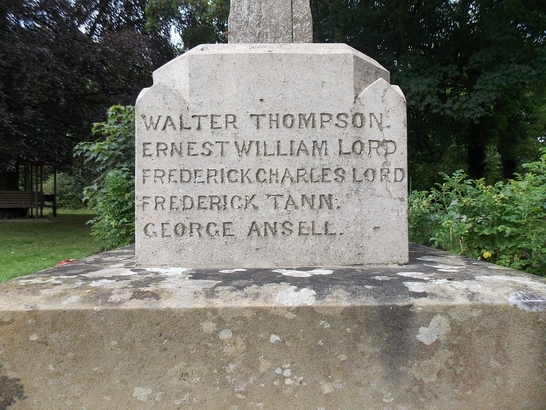 WALTER THOMPSON.
ERNEST WILLIAM LORD.
FREDERICK CHARLES LORD
FREDERICK TANN.
GEORGE ANSELL.